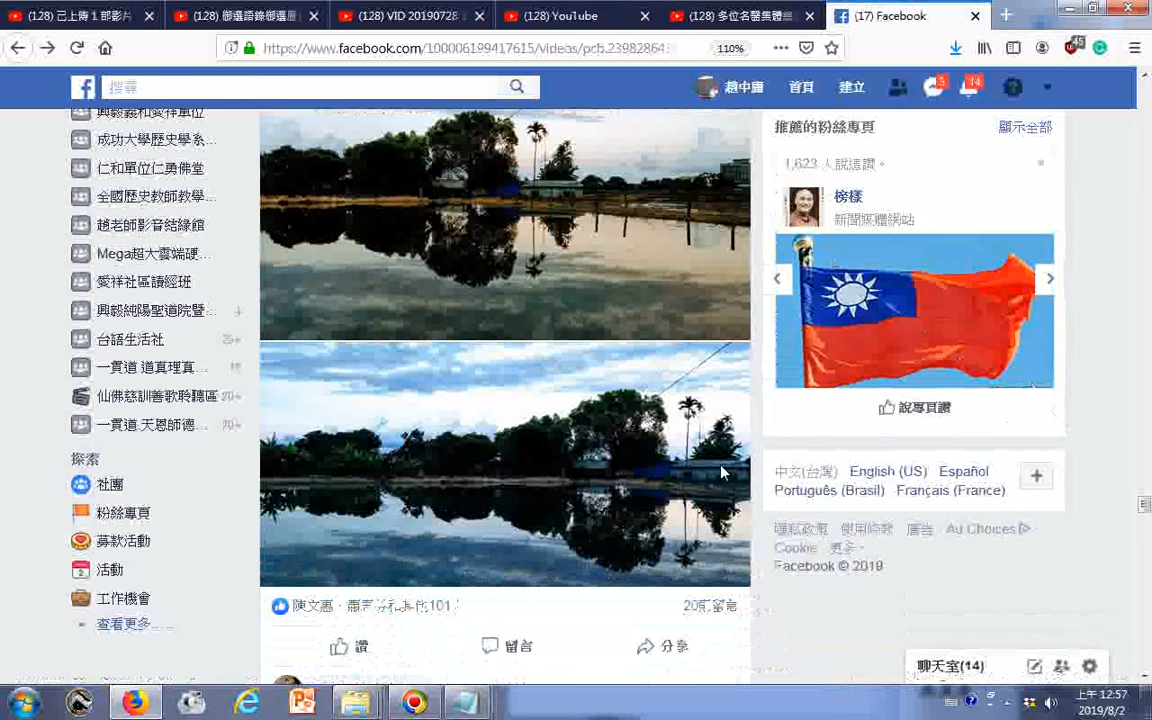 (128) 已上傳 1 部影片
(128) 御選語錄御選
(128) VID 20190728
(128) YouTube
(128) 多位名醫集體
(17) Facebook
https://www.facebook.com/100006199417615/videos/pcb.23982864
110%
搜尋
趙中庸
首頁
建立
3
14
45
興毅義和愛祥單位
成功大學歷史學系...
仁和單位仁勇佛堂
全國歷史教師教學...
趙老師影音結緣館
Mega超大雲端硬...
愛祥社區讀經班
興毅純陽聖道院暨...
台語生活社
一貫道 道真理真...
仙佛慈訓善歌聆聽區 20+
一貫道.天恩師德... 20+
探索
社團
粉絲專頁
募款活動
活動
工作機會
查看更多...
陳文惠、
101
20則留言
讚
留言
分享
推薦的粉絲專頁
顯示全部
1,623 人說這讚。
榜樣
新聞媒體網站
說專頁讚
中文(台灣) English (US) Español
Português (Brasil) Français (France)
隱私政策 使用條款 廣告 Ad Choices
Cookie 更多
Facebook © 2019
聊天室(14)
上午 12:57
2019/8/2